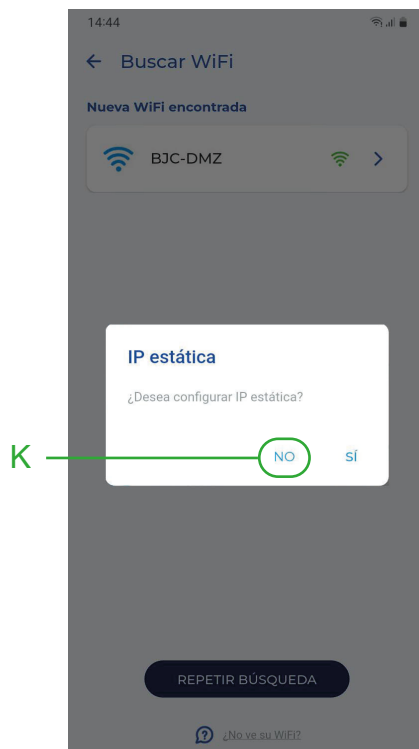 14:44
Buscar WiFi
Nueva WiFi encontrada
BJC-DMZ
IP estática
¿Desea configurar IP estática?
K
NO SÍ
REPETIR BÚSQUEDA
¿No ve su WiFi?